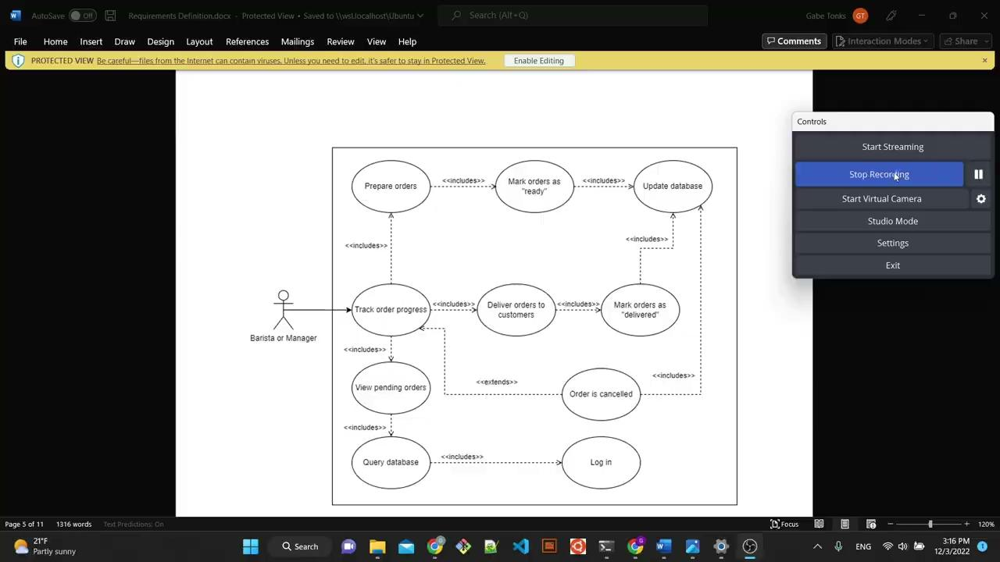 AutoSave Off Requirements Definition.docx - Protected View • Saved to \\wsl.localhost\Ubuntu Search (Alt+Q) Gabe Tonks GT
File Home Insert Draw Design Layout References Mailings Review View Help Comments Interaction Modes Share
PROTECTED VIEW Be careful—files from the Internet can contain viruses. Unless you need to edit, it's safer to stay in Protected View. Enable Editing
Controls
Start Streaming
Stop Recording
Start Virtual Camera
Studio Mode
Settings
Exit
Prepare orders
<<includes>>
Mark orders as
"ready"
<<includes>>
Update database
<<includes>>
<<includes>>
Barista or Manager
Track order progress
<<includes>>
Deliver orders to
customers
<<includes>>
Mark orders as
"delivered"
<<includes>>
View pending orders
<<extends>>
Order is cancelled
<<includes>>
<<includes>>
Query database
<<includes>>
Log in
Page 5 of 11 1316 words Text Predictions: On Focus 120%
21°F
Partly sunny
Search
ENG
3:16 PM
12/3/2022
1